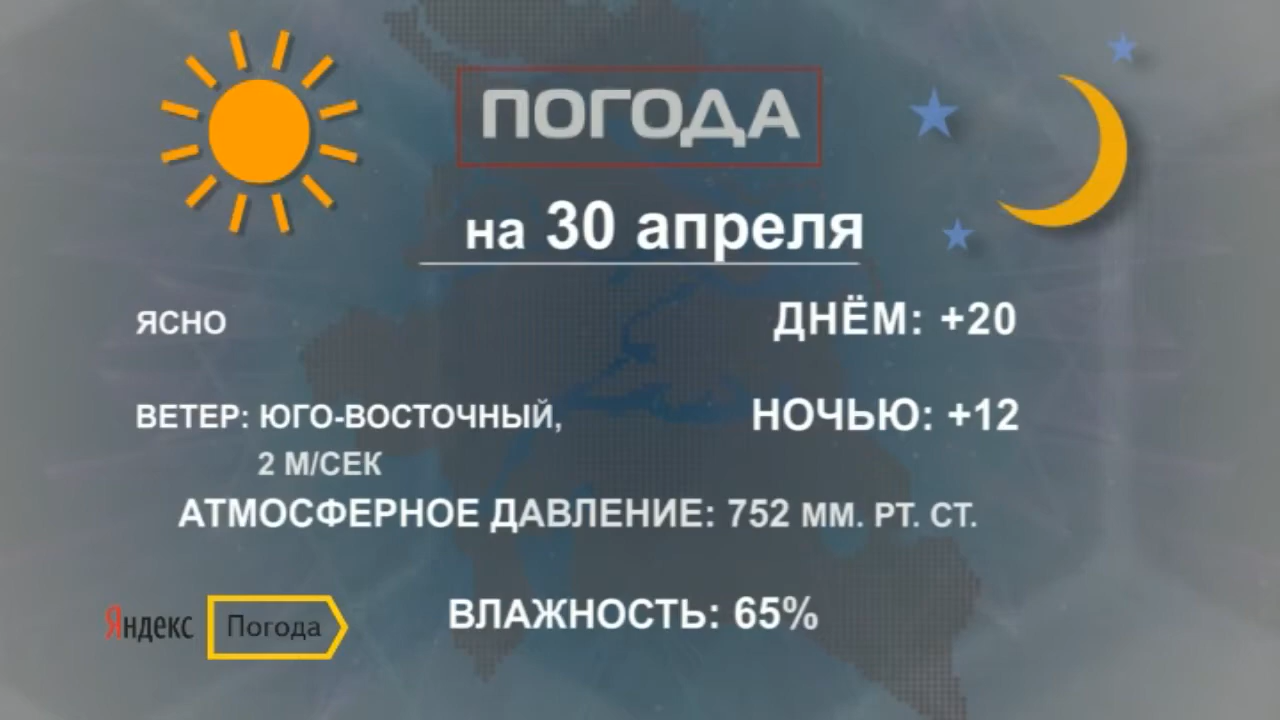 ПОГОДА
на 30 апреля
ЯСНО
ДНЁМ: +20
ВЕТЕР: ЮГО-ВОСТОЧНЫЙ,
2 М/СЕК
НОЧЬЮ: +12
АТМОСФЕРНОЕ ДАВЛЕНИЕ: 752 ММ. РТ. СТ.
ВЛАЖНОСТЬ: 65%
Яндекс Погода